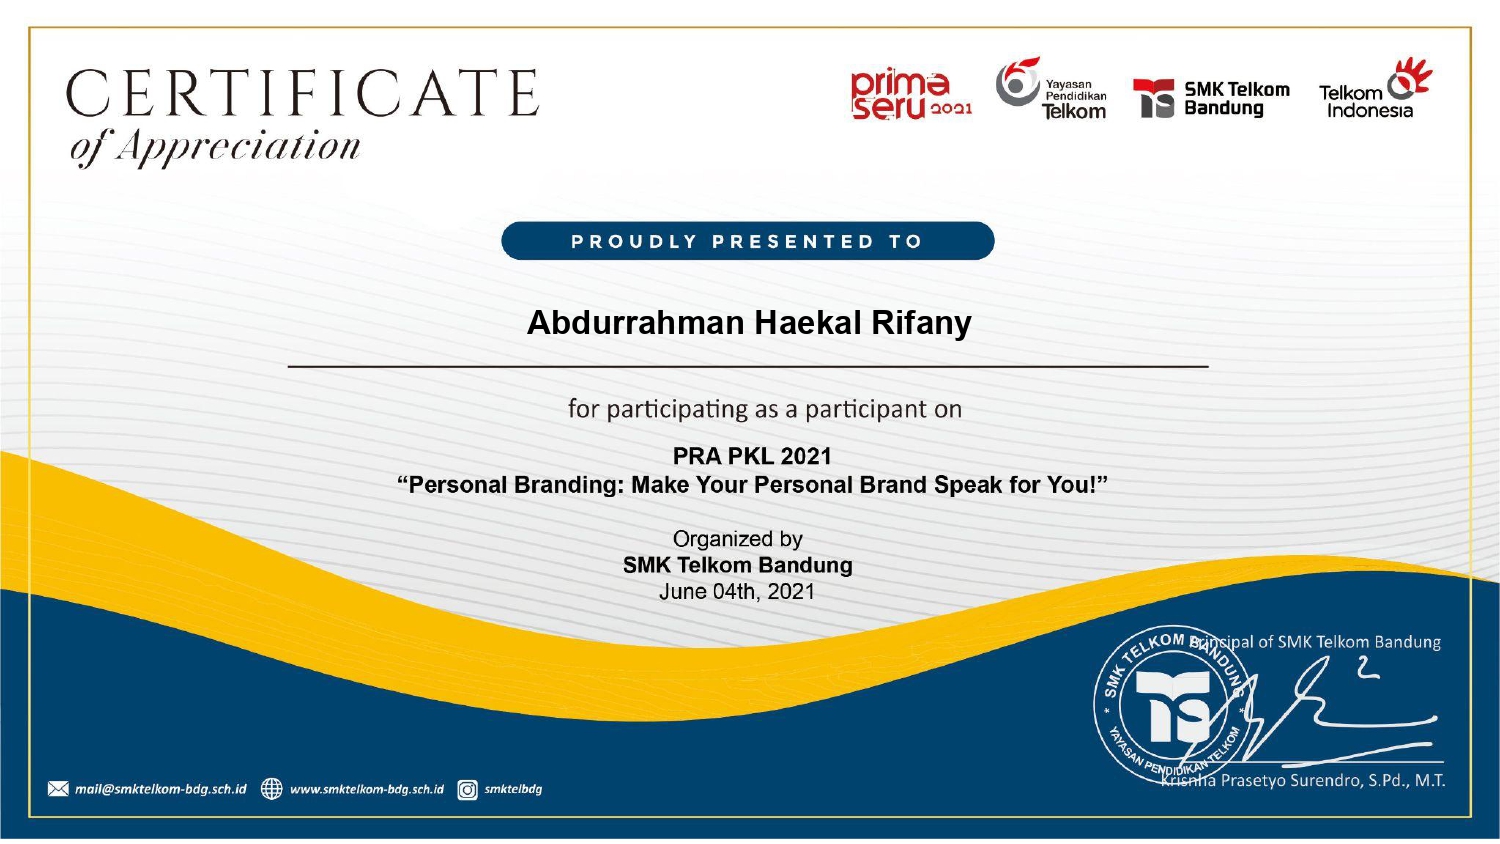 CERTIFICATE
of Appreciation
prima
seru 2021
Yayasan
Pendidikan
Telkom
SMK Telkom
Bandung
Telkom
Indonesia
PROUDLY PRESENTED TO
Abdurrahman Haekal Rifany
for participating as a participant on
PRA PKL 2021
“Personal Branding: Make Your Personal Brand Speak for You!”
Organized by
SMK Telkom Bandung
June 04th, 2021
Principal of SMK Telkom Bandung
* SMK TELKOM BANDUNG *
YAYASAN PENDIDIKAN TELKOM
Krisnha Prasetyo Surendro, S.Pd., M.T.
mail@smktelkom-bdg.sch.id www.smktelkom-bdg.sch.id smktelbdg